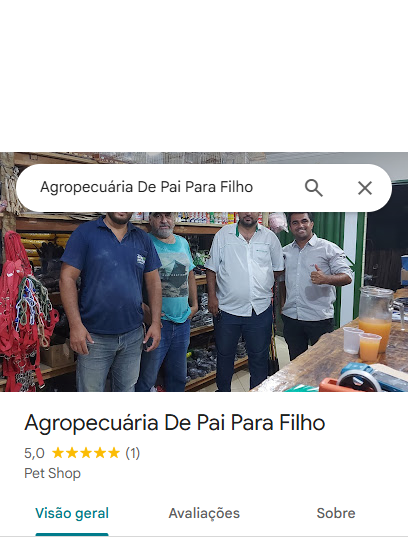 Agropecuária De Pai Para Filho
Agropecuária De Pai Para Filho
5,0 (1)
Pet Shop
Visão geral Avaliações Sobre